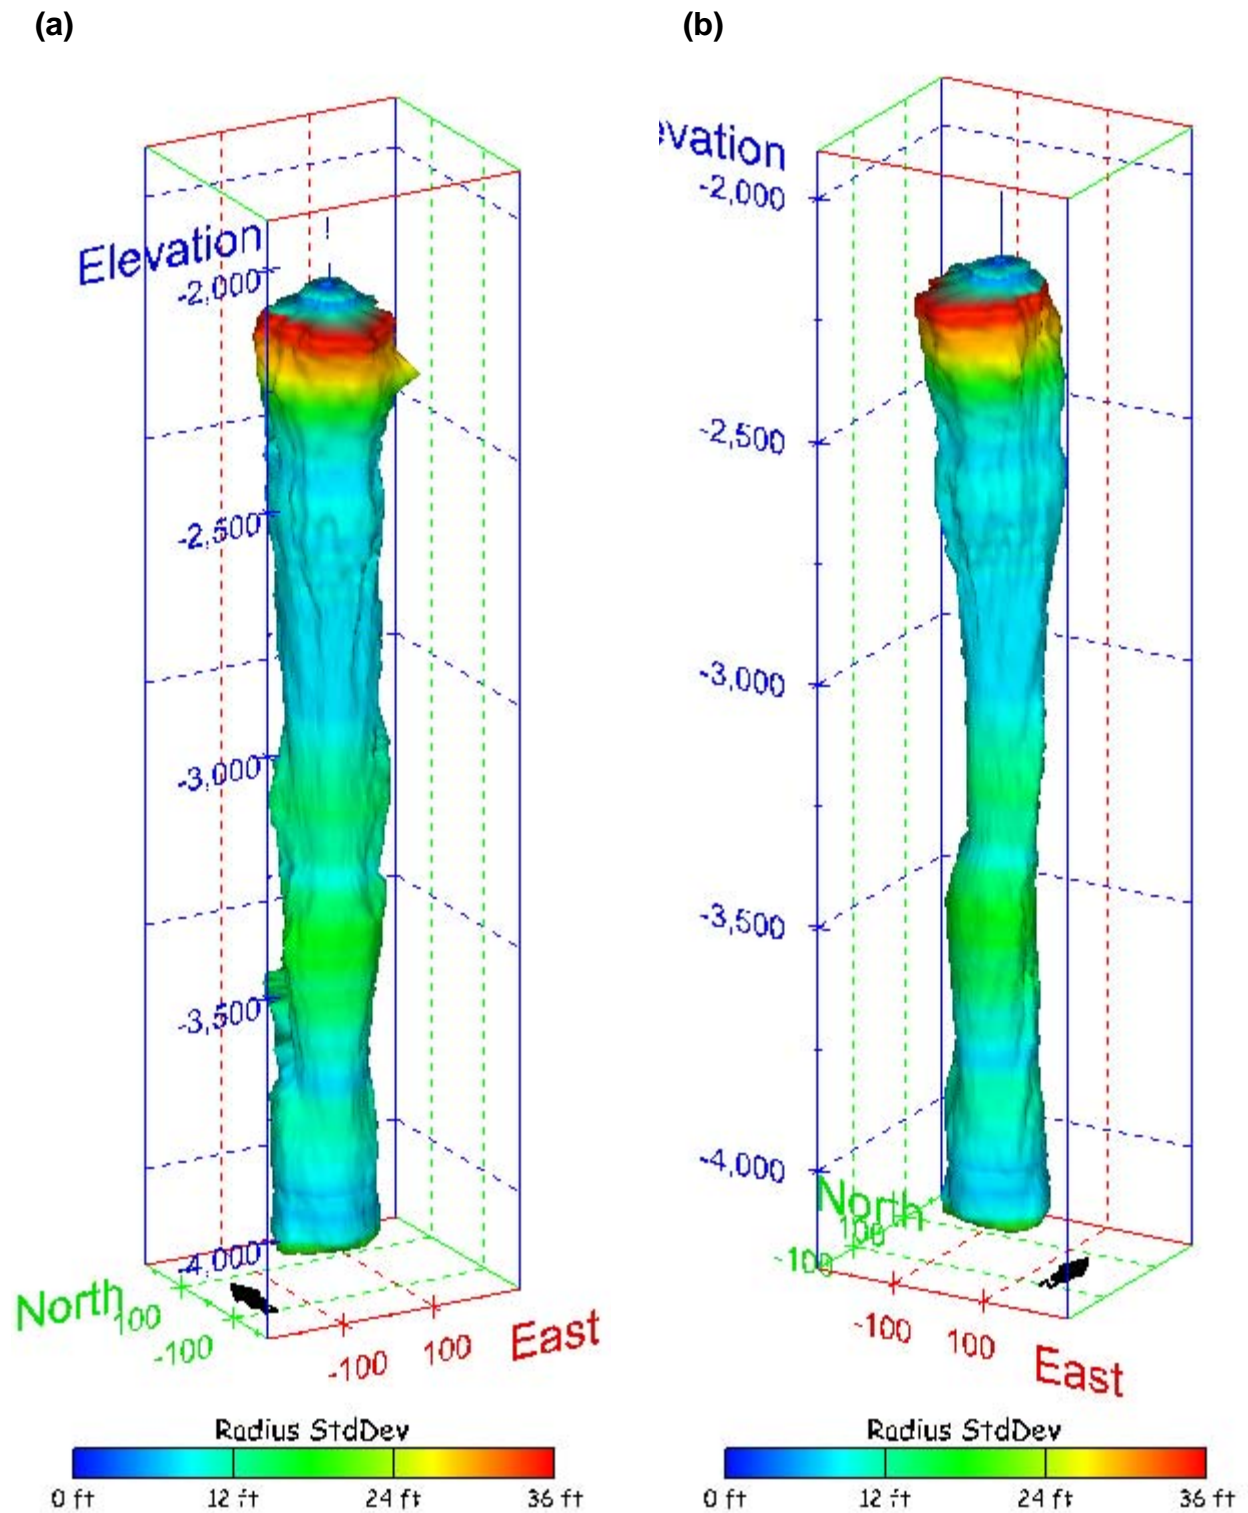 (a)
(b)
Elevation
-2,000
-2,500
-3,000
-3,500
-4,000
North
100
-100
-100
100
East
Radius StdDev
0 ft
12 ft
24 ft
36 ft
evation
-2,000
-2,500
-3,000
-3,500
-4,000
North
100
-100
-100
100
East
Radius StdDev
0 ft
12 ft
24 ft
36 ft